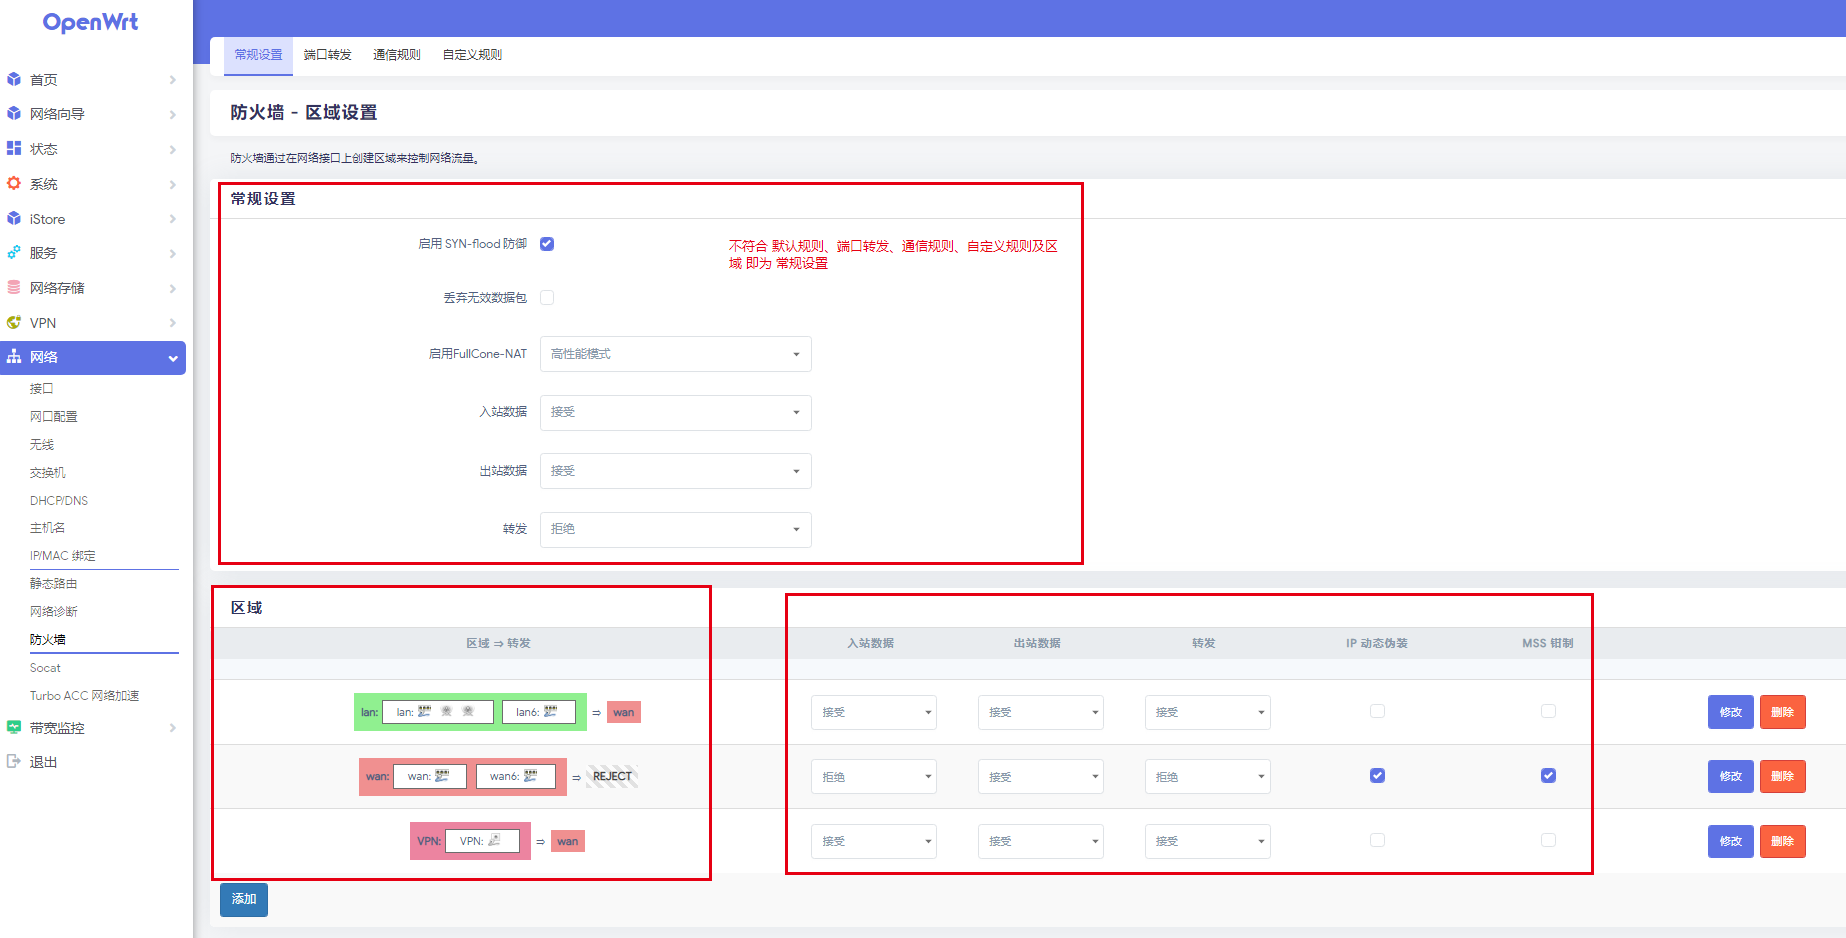 OpenWrt
首页
网络向导
状态
系统
iStore
服务
网络存储
VPN
网络
接口
网口配置
无线
交换机
DHCP/DNS
主机名
IP/MAC 绑定
静态路由
网络诊断
防火墙
Socat
Turbo ACC 网络加速
带宽监控
退出
常规设置 端口转发 通信规则 自定义规则
防火墙 - 区域设置
防火墙通过在网络接口上创建区域来控制网络流量。
常规设置
启用 SYN-flood 防御
不符合 默认规则、端口转发、通信规则、自定义规则及区
域 即为 常规设置
丢弃无效数据包
启用FullCone-NAT 高性能模式
入站数据 接受
出站数据 接受
转发 拒绝
区域
区域 ⇒ 转发 入站数据 出站数据 转发 IP 动态伪装 MSS 钳制
lan: lan: lan6: ⇒ wan 接受 接受 接受 修改 删除
wan: wan: wan6: ⇒ REJECT 拒绝 接受 拒绝 修改 删除
VPN: VPN: ⇒ wan 接受 接受 接受 修改 删除
添加